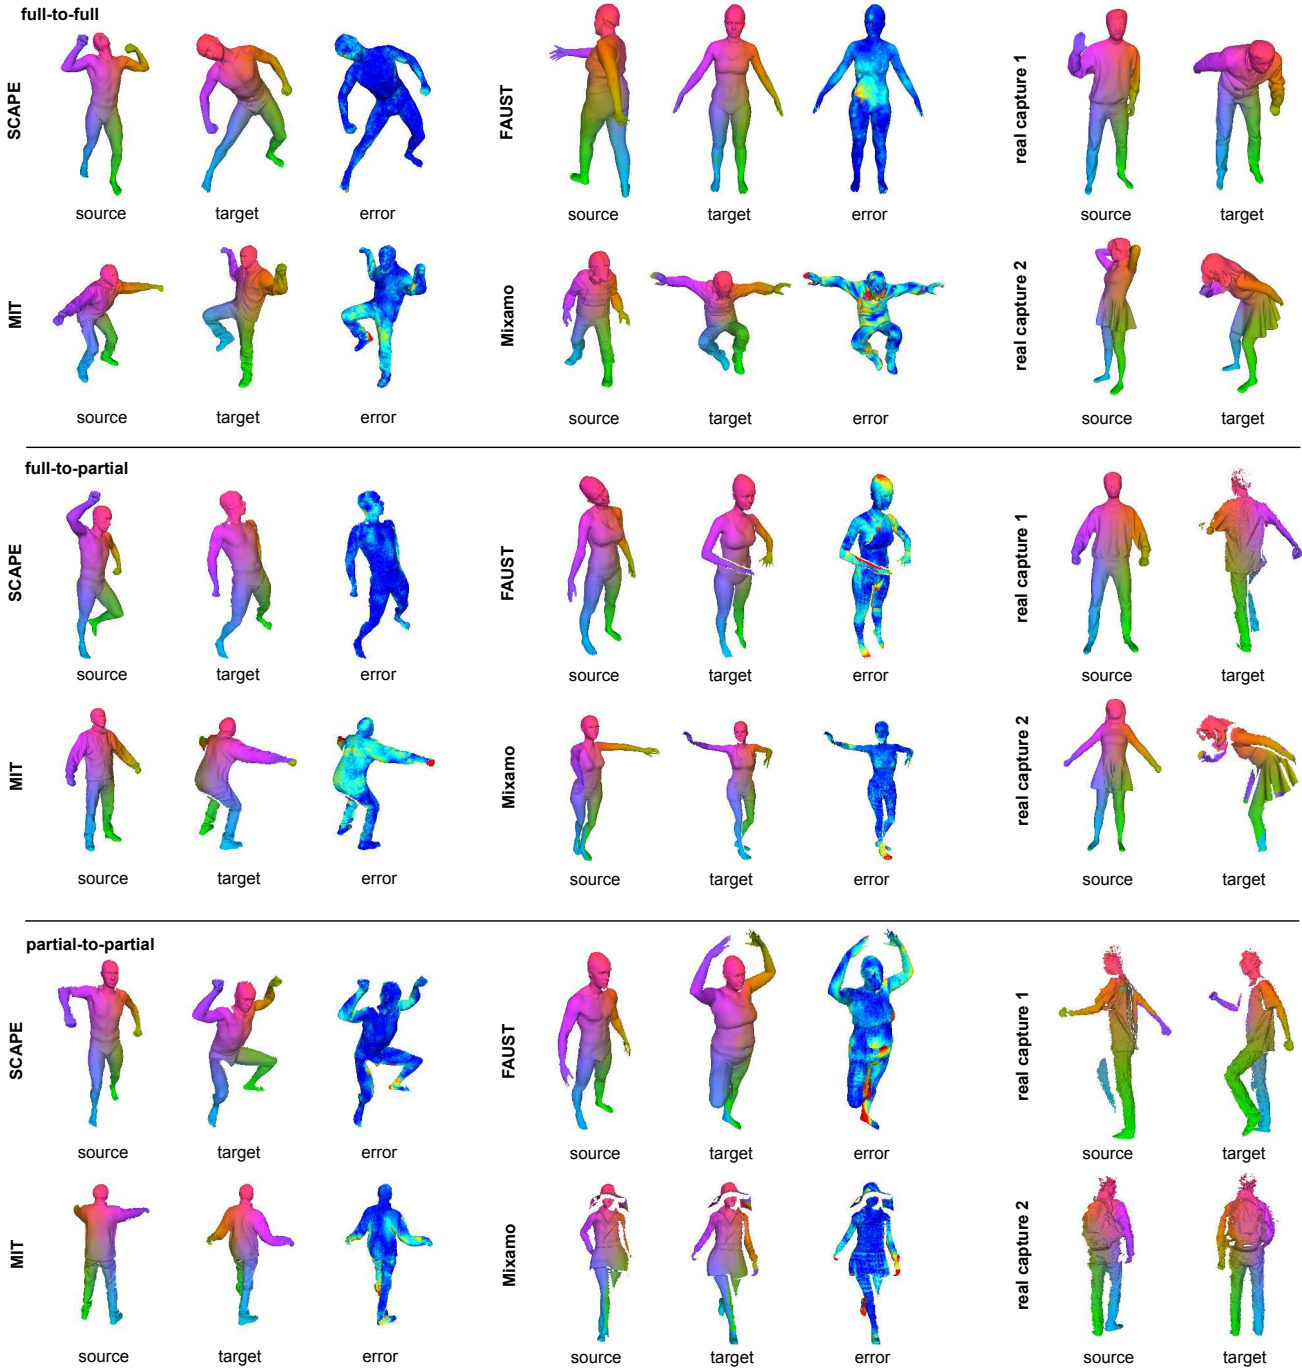 full-to-full
SCAPE
source target error
FAUST
source target error
real capture 1
source target
MIT
source target error
Mixamo
source target error
real capture 2
source target
full-to-partial
SCAPE
source target error
FAUST
source target error
real capture 1
source target
MIT
source target error
Mixamo
source target error
real capture 2
source target
partial-to-partial
SCAPE
source target error
FAUST
source target error
real capture 1
source target
MIT
source target error
Mixamo
source target error
real capture 2
source target